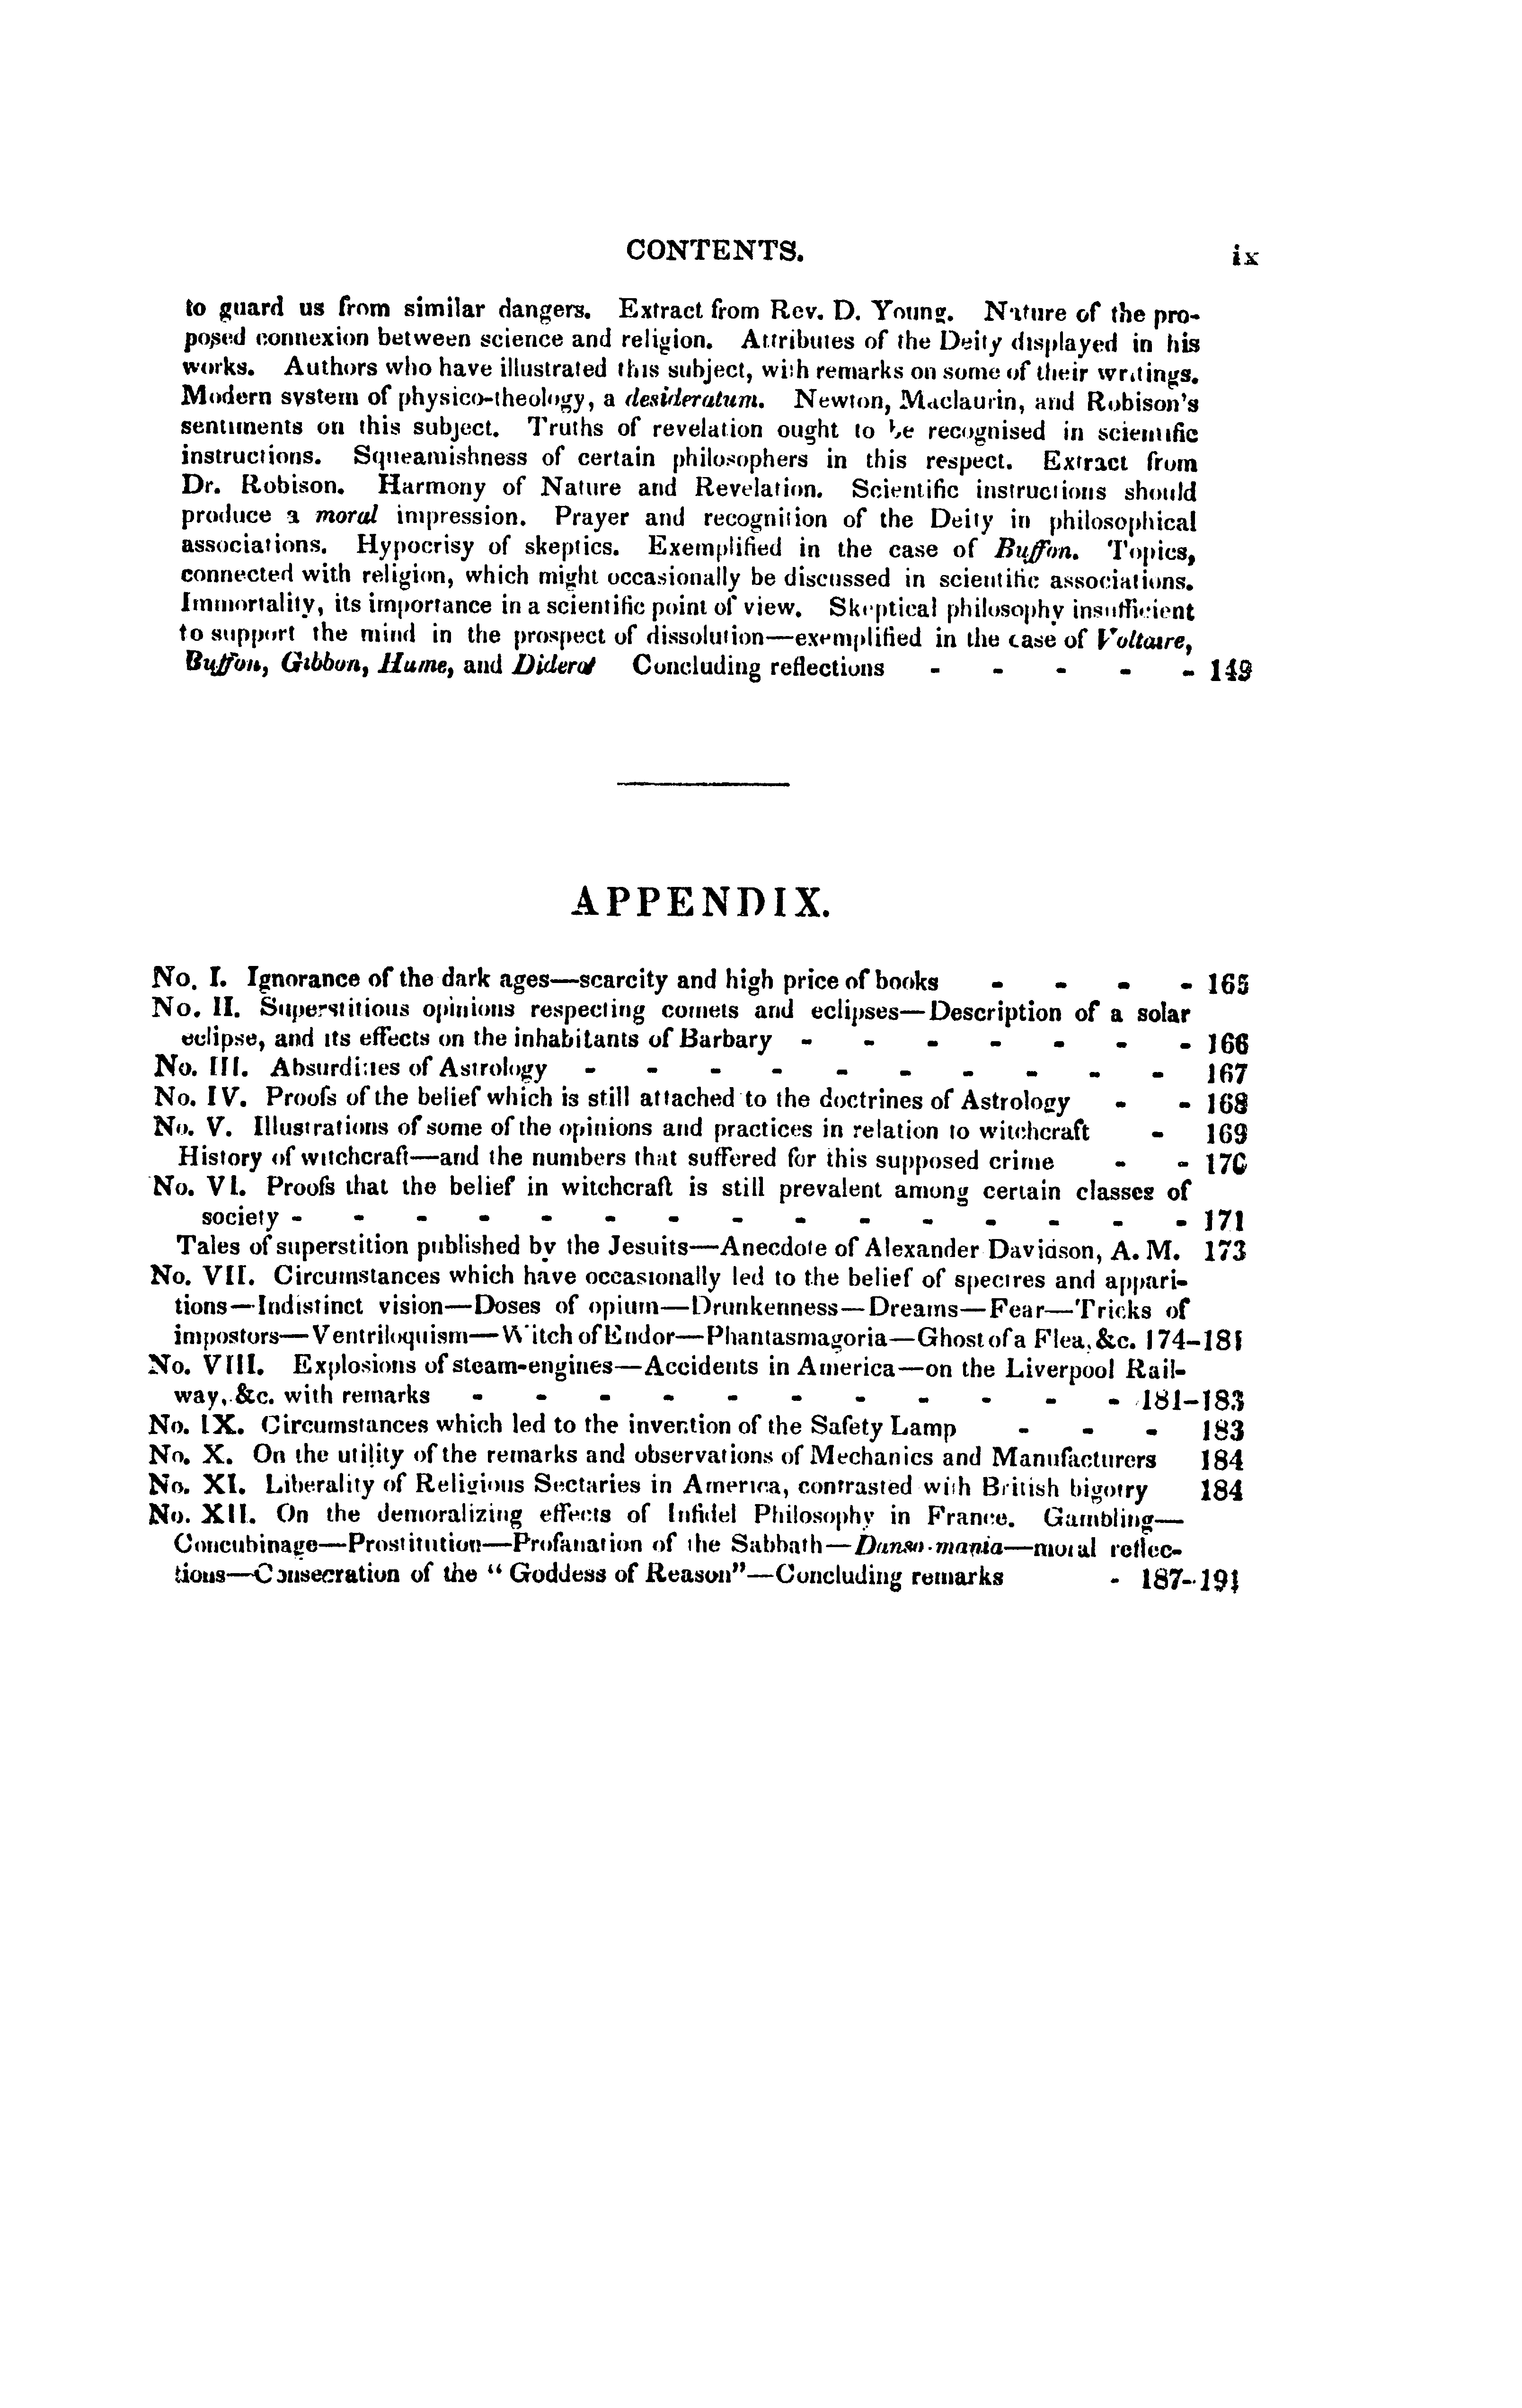 CONTENTS. ix
to guard us from similar dangers. Extract from Rev. D. Young. Nature of the pro-
posed connexion between science and religion. Attributes of the Deity displayed in his
works. Authors who have illustrated this subject, with remarks on some of their writings.
Modern system of physico-theology, a desideratum. Newton, Maclaurin, and Robison's
sentiments on this subject. Truths of revelation ought to be recognised in scientific
instructions. Squeamishness of certain philosophers in this respect. Extract from
Dr. Robison. Harmony of Nature and Revelation. Scientific instructions should
produce a moral impression. Prayer and recognition of the Deity in philosophical
associations. Hypocrisy of skeptics. Exemplified in the case of Buffon. Topics,
connected with religion, which might occasionally be discussed in scientific associations.
Immortality, its importance in a scientific point of view. Skeptical philosophy insufficient
to support the mind in the prospect of dissolution—exemplified in the case of Voltaire,
Buffon, Gibbon, Hume, and Diderot Concluding reflections - - - - - 149
APPENDIX.
No. I. Ignorance of the dark ages—scarcity and high price of books - - - - 165
No. II. Superstitious opinions respecting comets and eclipses—Description of a solar
eclipse, and its effects on the inhabitants of Barbary - - - - - - - 166
No. III. Absurdities of Astrology - - - - - - - - - - 167
No. IV. Proofs of the belief which is still attached to the doctrines of Astrology - - 168
No. V. Illustrations of some of the opinions and practices in relation to witchcraft - 169
History of witchcraft—and the numbers that suffered for this supposed crime - - 170
No. VI. Proofs that the belief in witchcraft is still prevalent among certain classes of
society - - - - - - - - - - - - - - - 171
Tales of superstition published by the Jesuits—Anecdote of Alexander Davidson, A. M. 173
No. VII. Circumstances which have occasionally led to the belief of spectres and appari-
tions—Indistinct vision—Doses of opium—Drunkenness—Dreams—Fear—Tricks of
impostors—Ventriloquism—Witch of Endor—Phantasmagoria—Ghost of a Flea, &c. 174-181
No. VIII. Explosions of steam-engines—Accidents in America—on the Liverpool Rail-
way, &c. with remarks - - - - - - - - - - - 181-183
No. IX. Circumstances which led to the invention of the Safety Lamp - - - 183
No. X. On the utility of the remarks and observations of Mechanics and Manufacturers 184
No. XI. Liberality of Religious Sectaries in America, contrasted with British bigotry 184
No. XII. On the demoralizing effects of Infidel Philosophy in France. Gambling—
Concubinage—Prostitution—Profanation of the Sabbath—Danso-mania—moral reflec-
tions—Consecration of the "Goddess of Reason"—Concluding remarks - 187-191